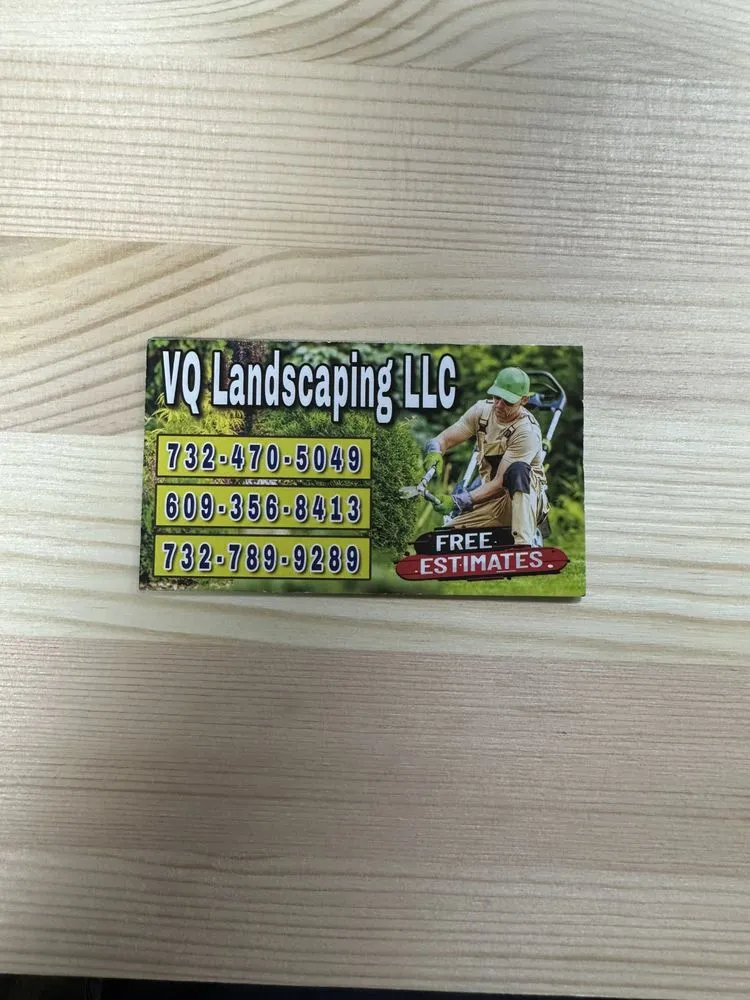 VQ Landscaping LLC
732-470-5049
609-356-8413
732-789-9289
FREE
ESTIMATES